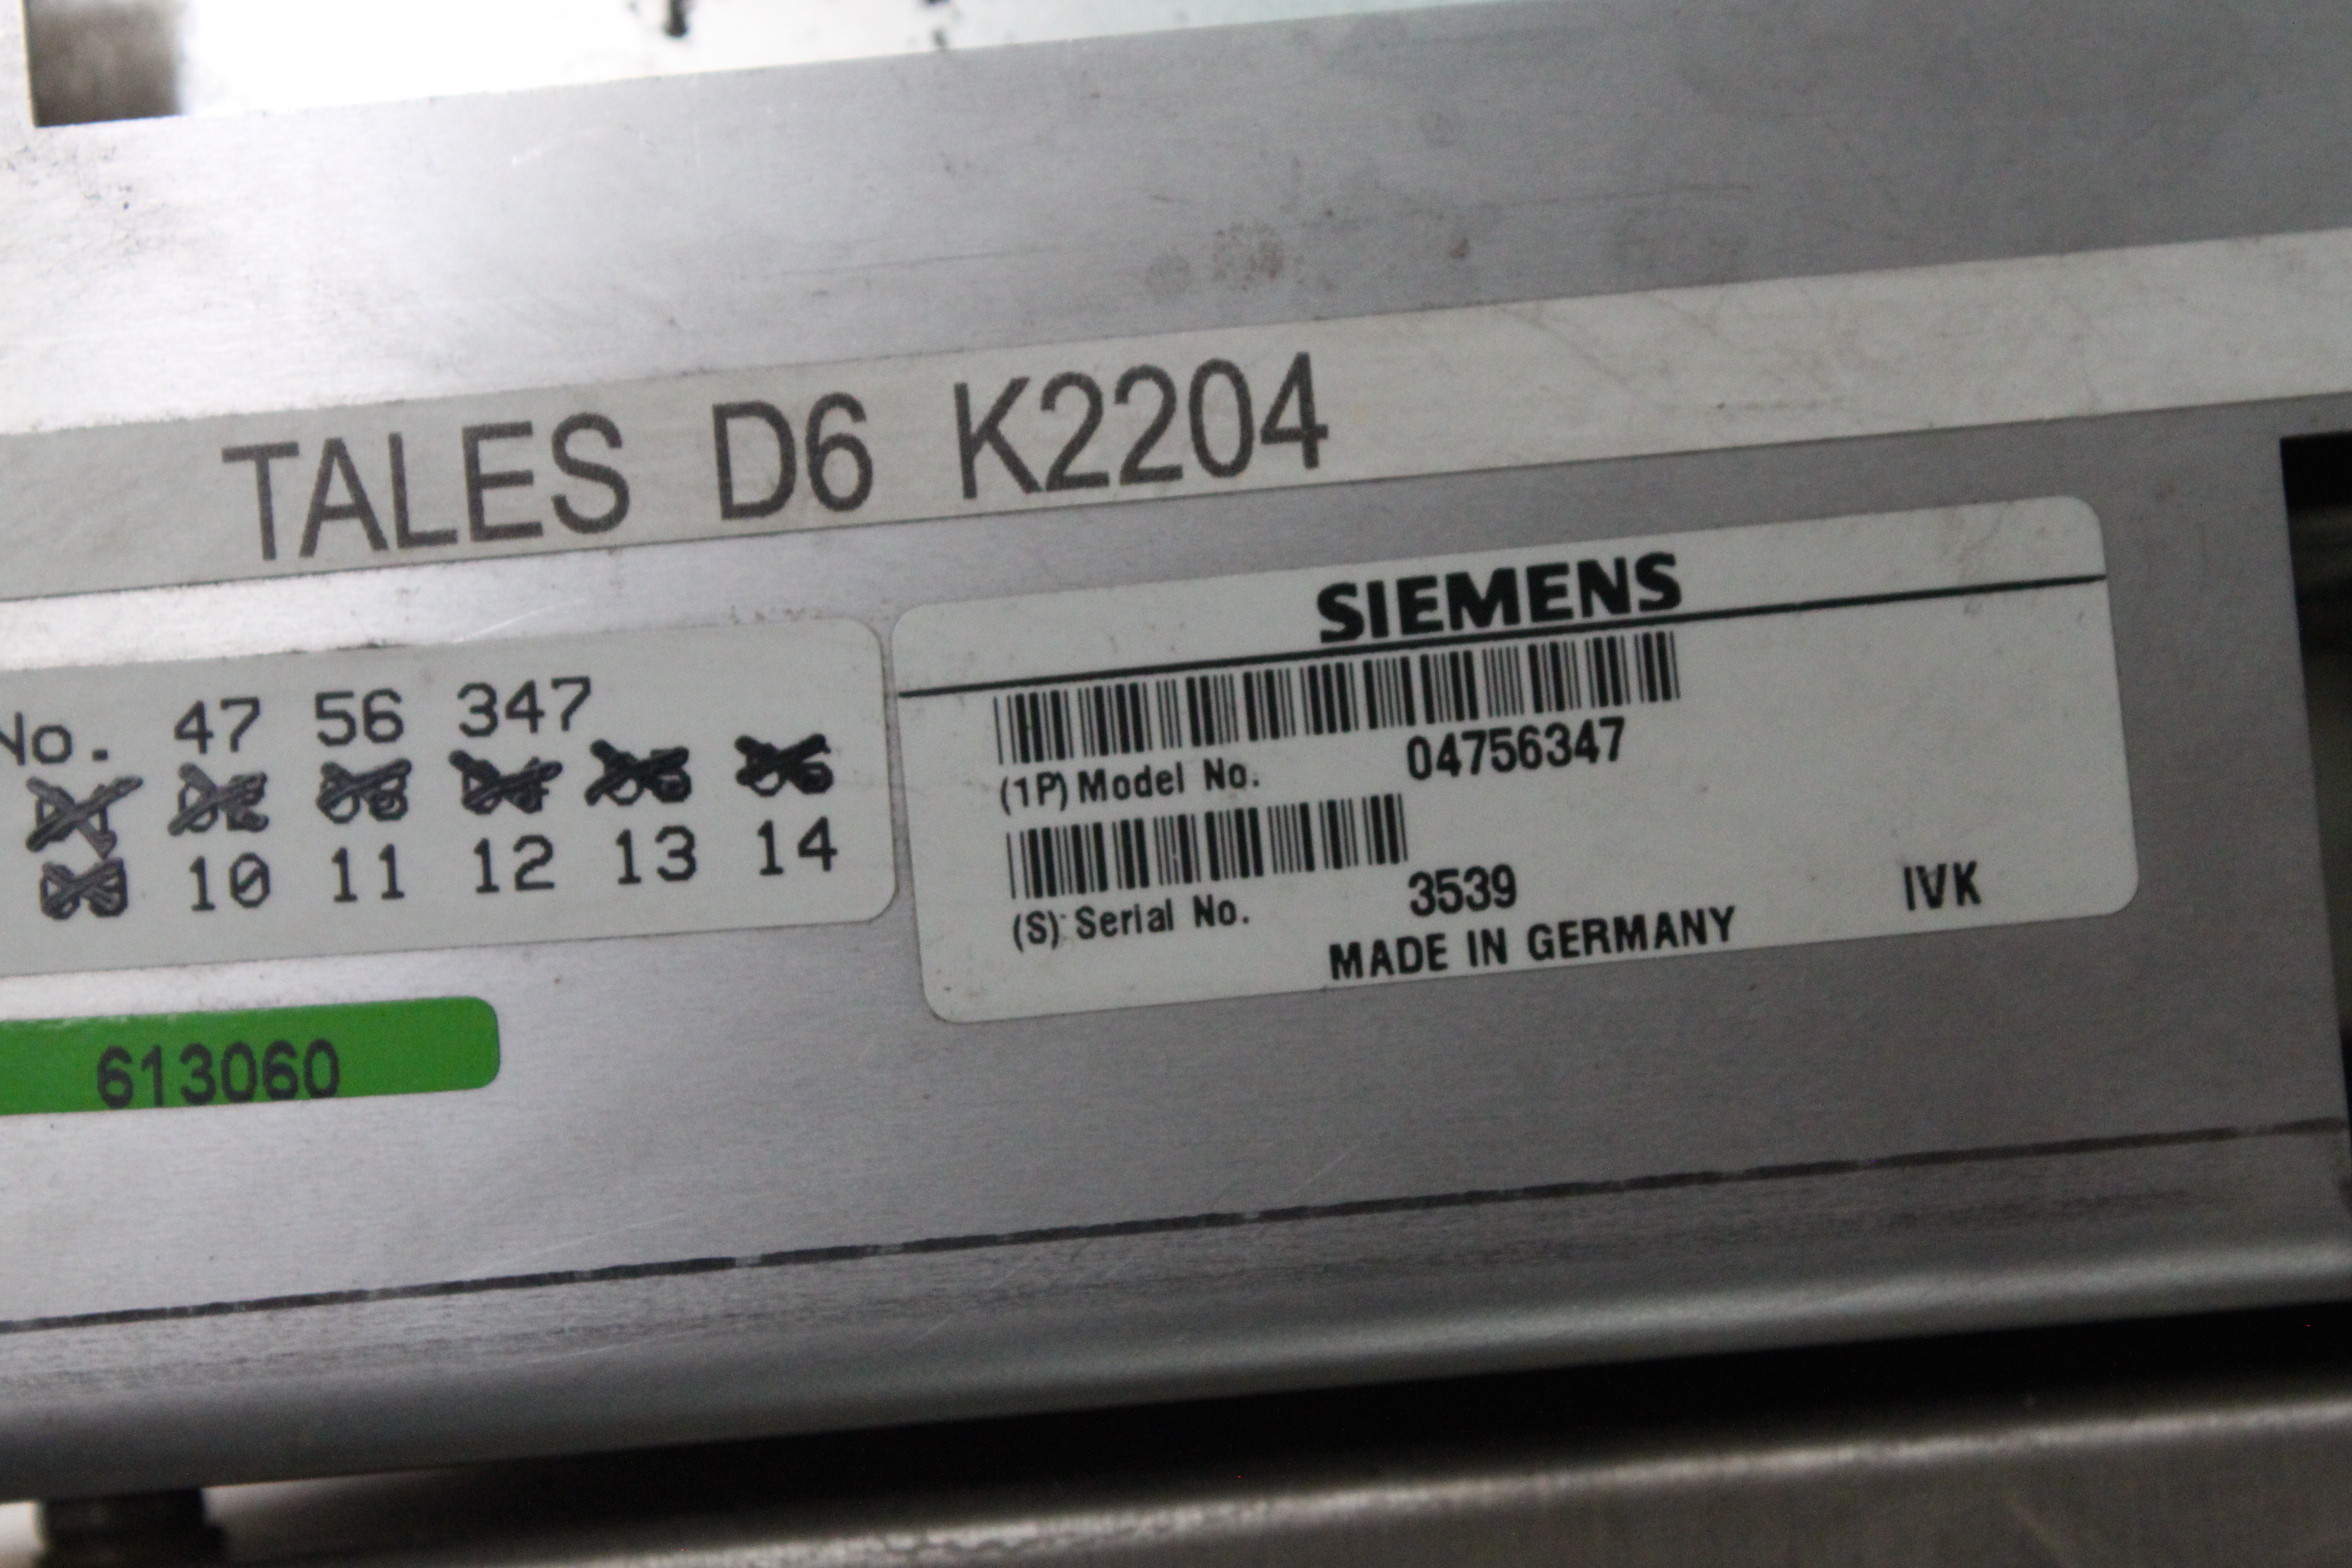 TALES D6 K2204
No. 47 56 347
10 11 12 13 14
613060
SIEMENS
(1P) Model No. 04756347
(S) Serial No. 3539
IVK
MADE IN GERMANY